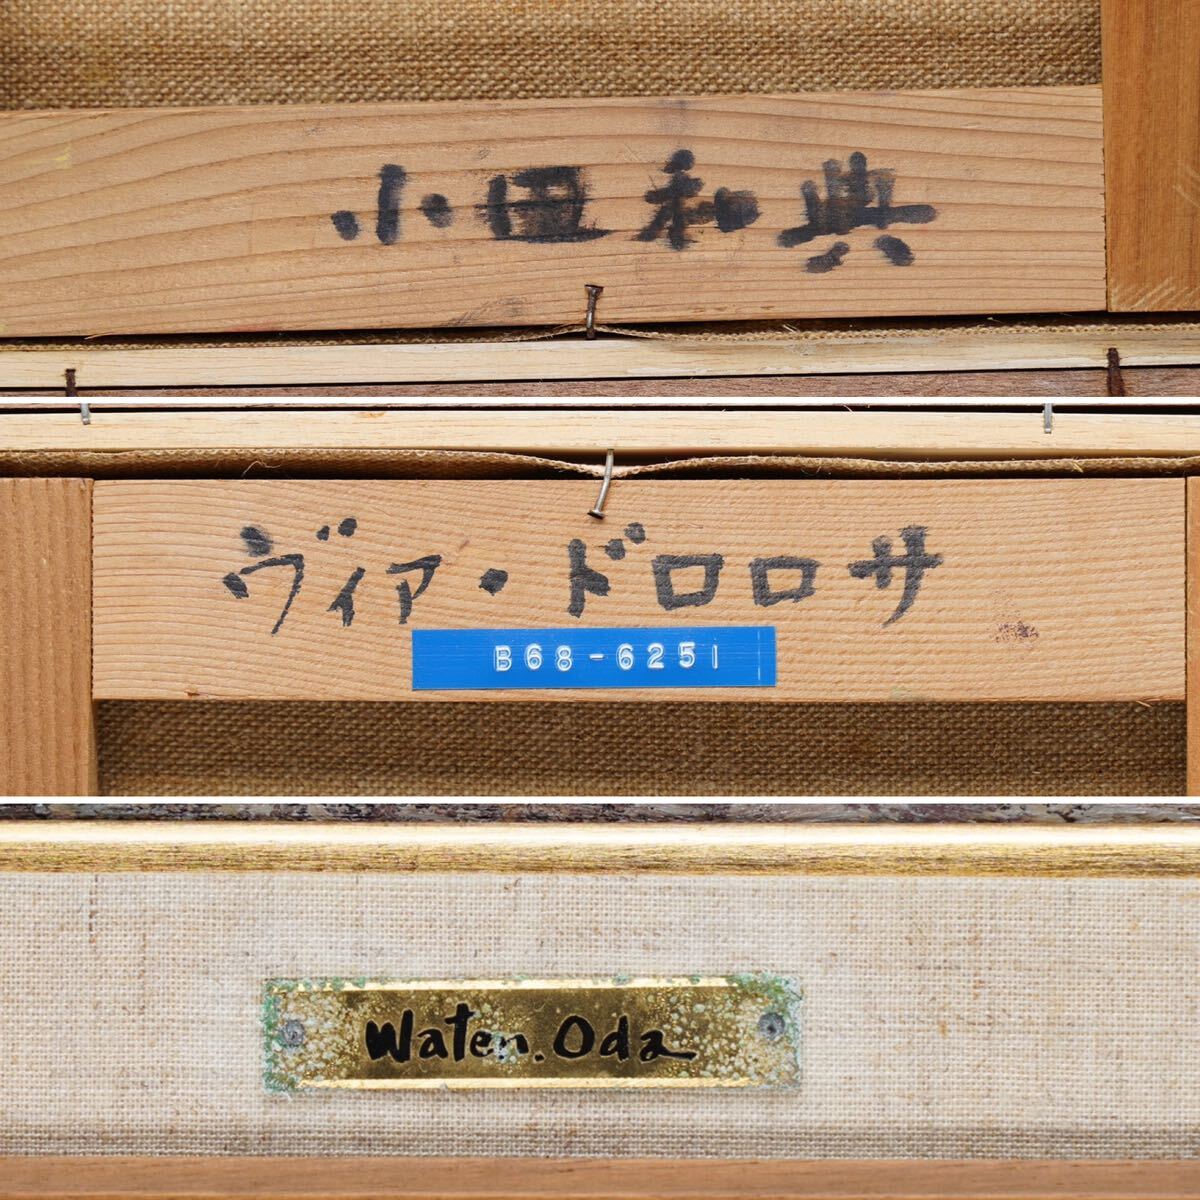 小田和典
ヴィア・ドロロサ
B68-6251
Waten.Oda